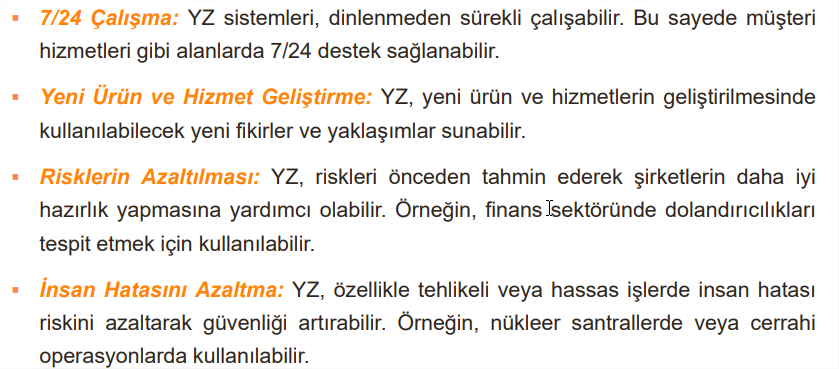 ▪ 7/24 Çalışma: YZ sistemleri, dinlenmeden sürekli çalışabilir. Bu sayede müşteri
hizmetleri gibi alanlarda 7/24 destek sağlanabilir.
▪ Yeni Ürün ve Hizmet Geliştirme: YZ, yeni ürün ve hizmetlerin geliştirilmesinde
kullanılabilecek yeni fikirler ve yaklaşımlar sunabilir.
▪ Risklerin Azaltılması: YZ, riskleri önceden tahmin ederek şirketlerin daha iyi
hazırlık yapmasına yardımcı olabilir. Örneğin, finans sektöründe dolandırıcılıkları
tespit etmek için kullanılabilir.
▪ İnsan Hatasını Azaltma: YZ, özellikle tehlikeli veya hassas işlerde insan hatası
riskini azaltarak güvenliği artırabilir. Örneğin, nükleer santrallerde veya cerrahi
operasyonlarda kullanılabilir.